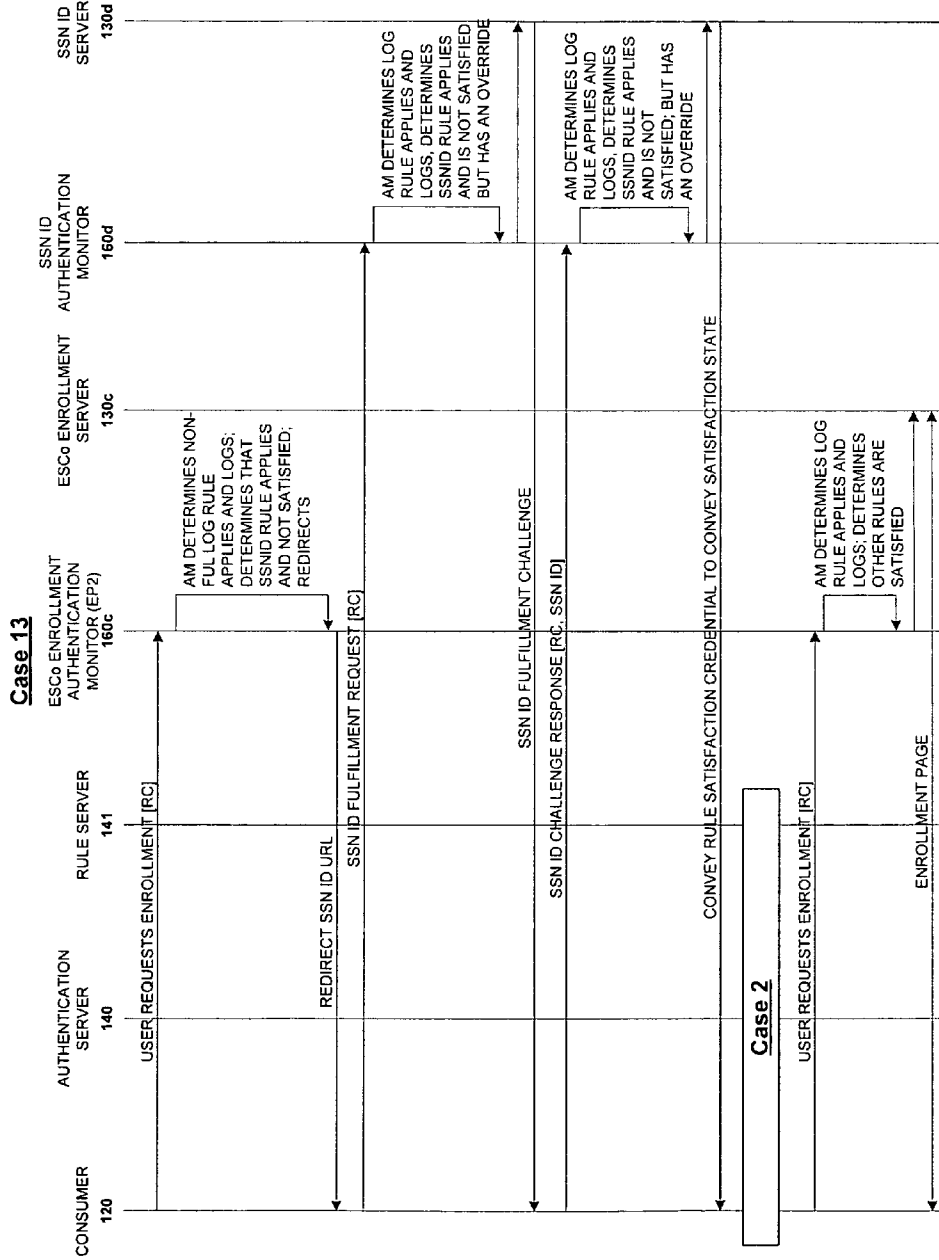 Case 13
CONSUMER
120
AUTHENTICATION
SERVER
140
RULE SERVER
141
ESCo ENROLLMENT
AUTHENTICATION
MONITOR (EP2)
160c
ESCo ENROLLMENT
SERVER
130c
SSN ID
AUTHENTICATION
MONITOR
160d
SSN ID
SERVER
130d
USER REQUESTS ENROLLMENT [RC]
AM DETERMINES NON-
FUL LOG RULE
APPLIES AND LOGS;
DETERMINES THAT
SSNID RULE APPLIES
AND NOT SATISFIED;
REDIRECTS
REDIRECT SSN ID URL
SSN ID FULFILLMENT REQUEST [RC]
AM DETERMINES LOG
RULE APPLIES AND
LOGS, DETERMINES
SSNID RULE APPLIES
AND IS NOT SATISFIED
BUT HAS AN OVERRIDE
SSN ID FULFILLMENT CHALLENGE
SSN ID CHALLENGE RESPONSE [RC, SSN ID]
AM DETERMINES LOG
RULE APPLIES AND
LOGS, DETERMINES
SSNID RULE APPLIES
AND IS NOT
SATISFIED; BUT HAS
AN OVERRIDE
CONVEY RULE SATISFACTION CREDENTIAL TO CONVEY SATISFACTION STATE
Case 2
USER REQUESTS ENROLLMENT [RC]
AM DETERMINES LOG
RULE APPLIES AND
LOGS; DETERMINES
OTHER RULES ARE
SATISFIED
ENROLLMENT PAGE